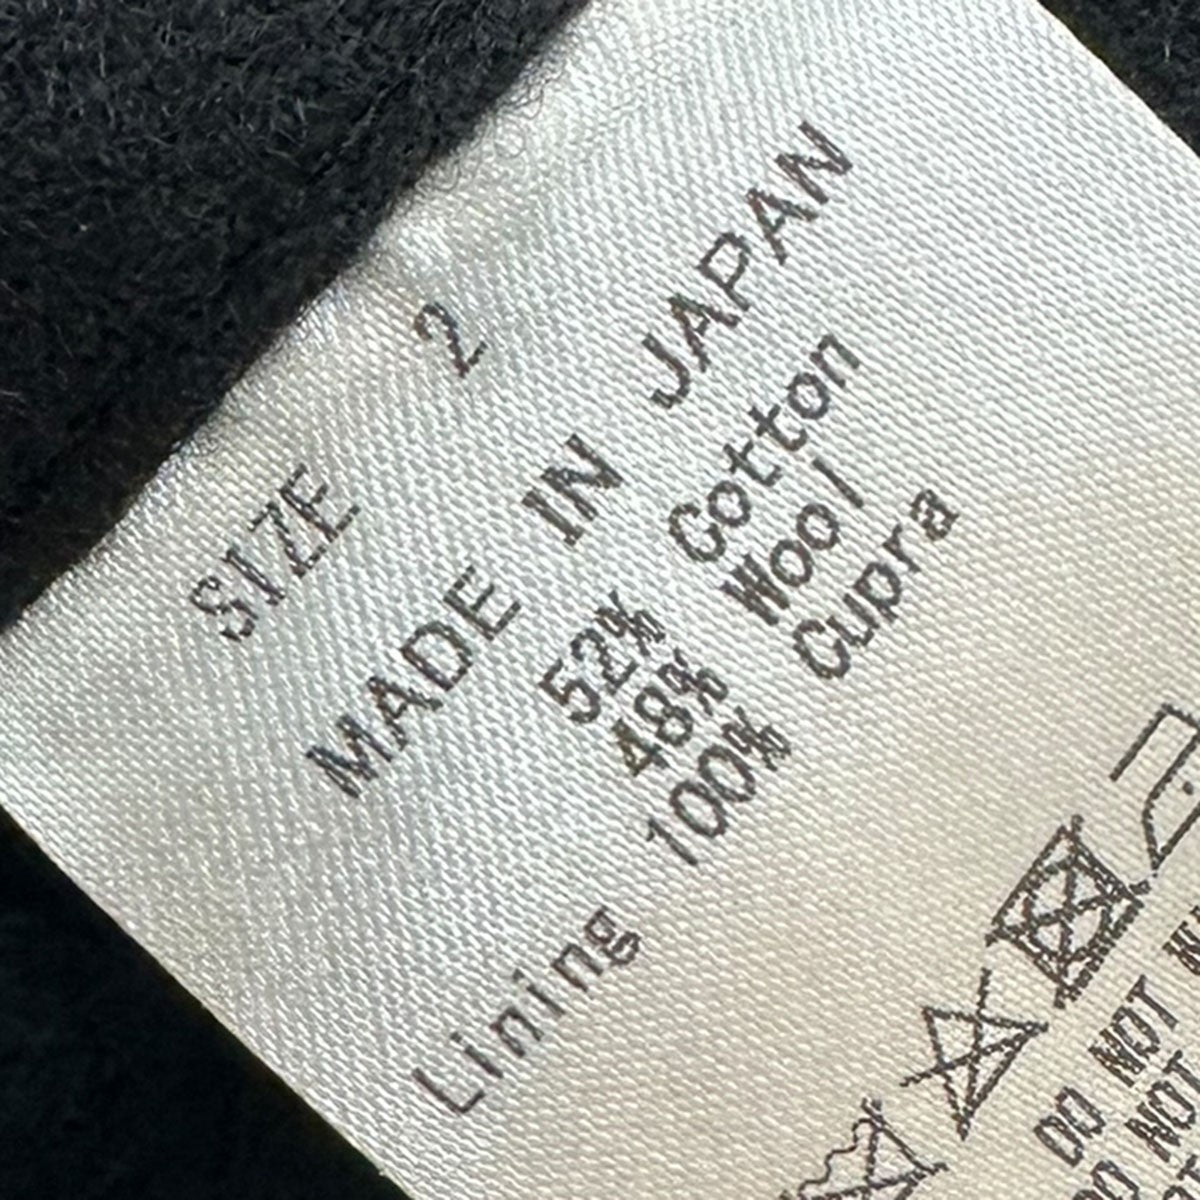 SIZE 2
MADE IN JAPAN
52% Cotton
48% Wool
Lining 100% Cupra
DO NOT
DO NOT